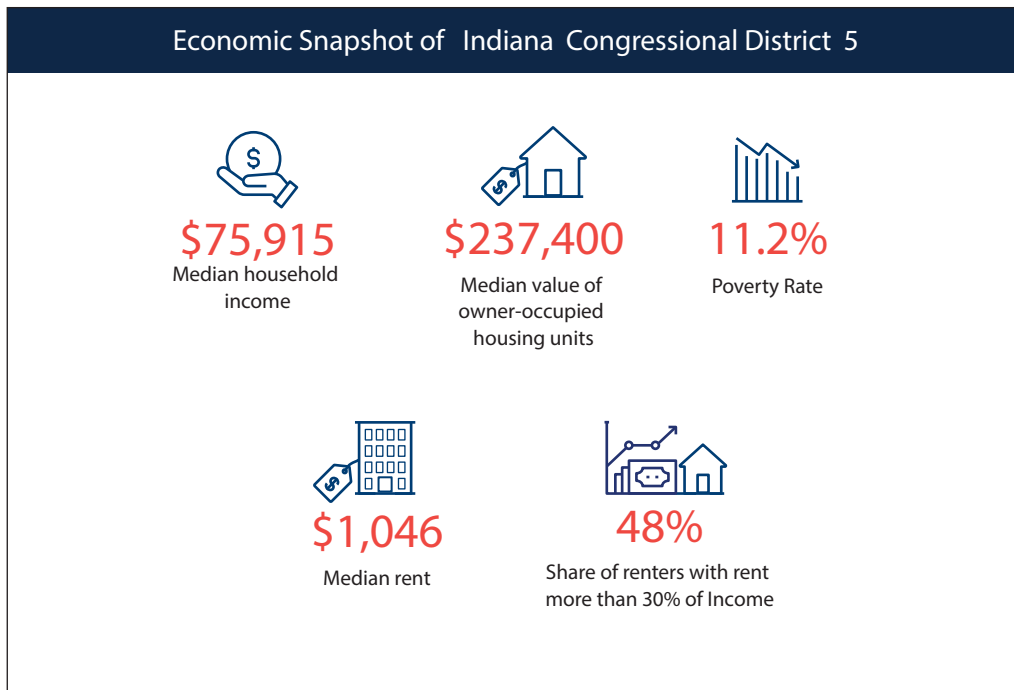 Economic Snapshot of Indiana Congressional District 5
$
$
$75,915
Median household
income
$237,400
Median value of
owner-occupied
housing units
11.2%
Poverty Rate
$
$1,046
Median rent
48%
Share of renters with rent
more than 30% of Income